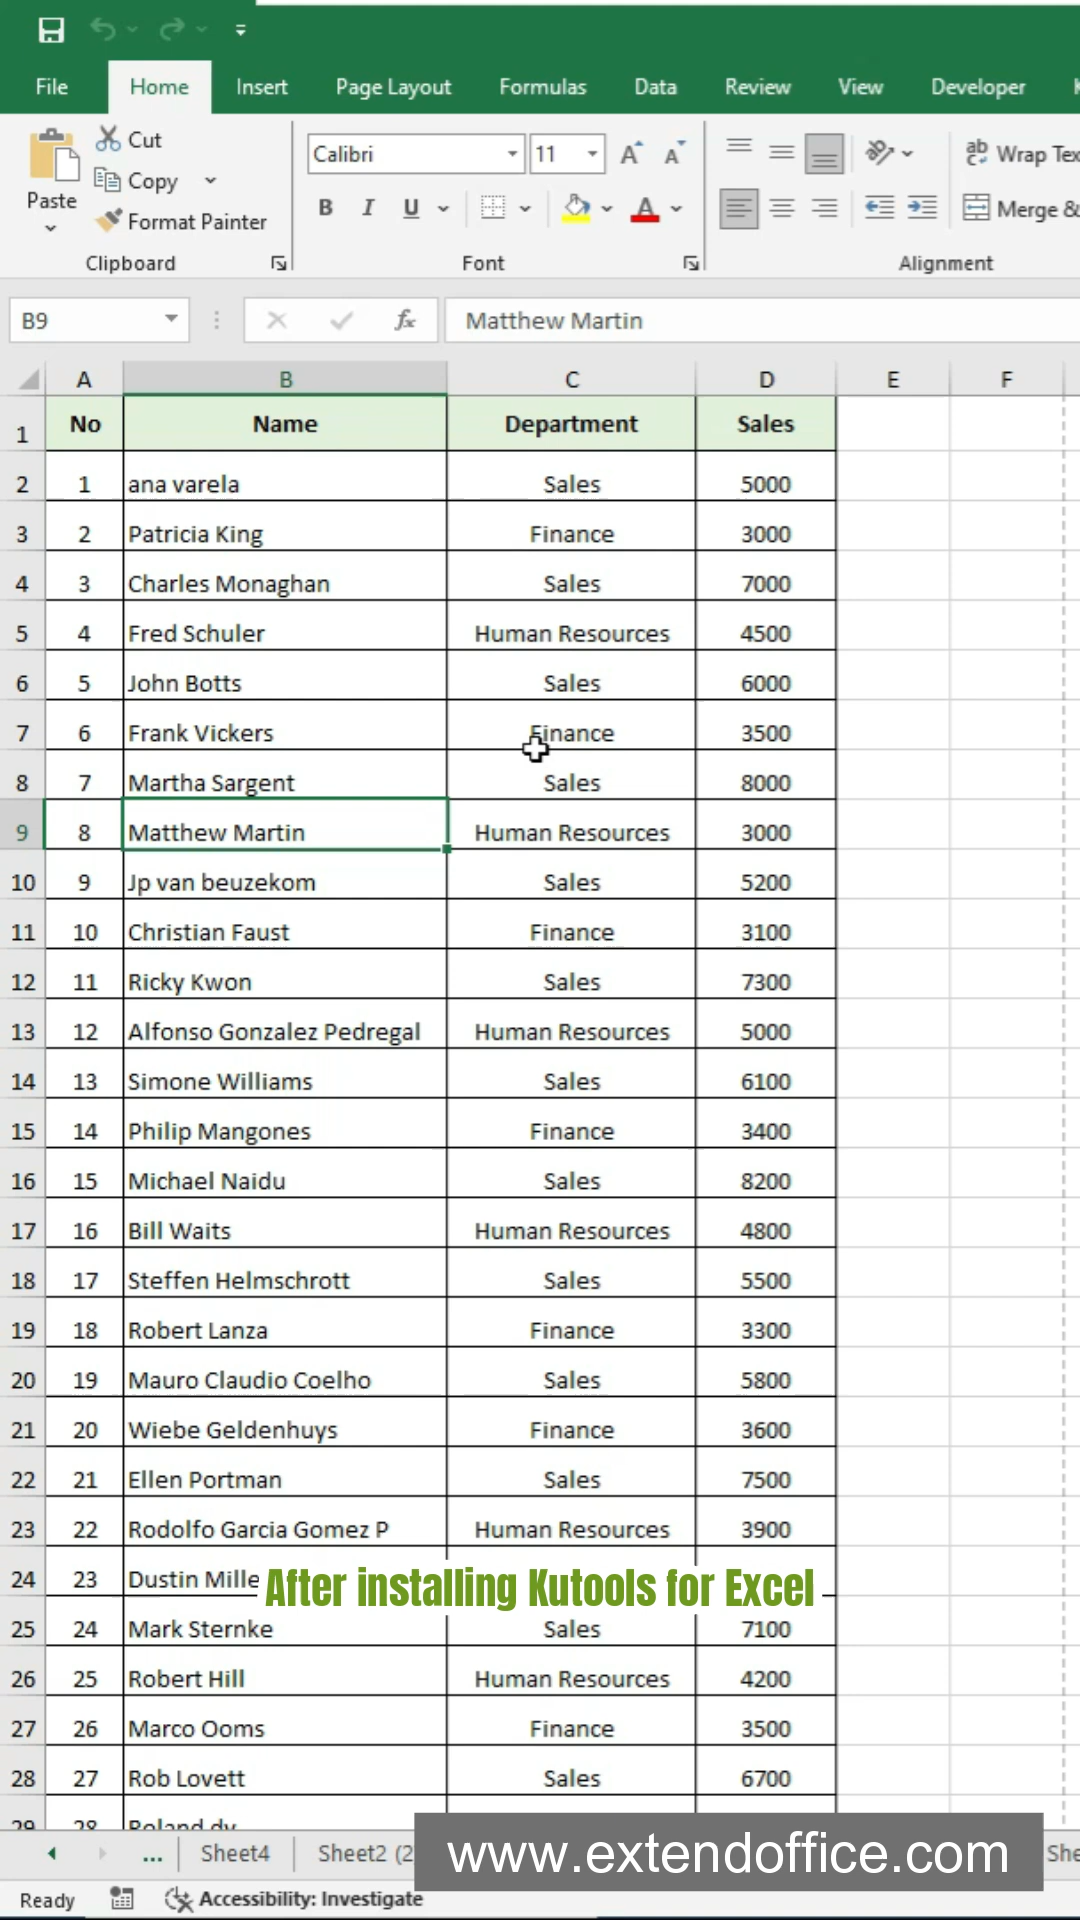 File Home Insert Page Layout Formulas Data Review View Developer
Paste
Cut
Copy
Format Painter
Clipboard
Calibri 11 A A
B I U A
Font
ab Wrap Tex
Merge &
Alignment
B9 fx Matthew Martin
A B C D E F
1 No Name Department Sales
2 1 ana varela Sales 5000
3 2 Patricia King Finance 3000
4 3 Charles Monaghan Sales 7000
5 4 Fred Schuler Human Resources 4500
6 5 John Botts Sales 6000
7 6 Frank Vickers Finance 3500
8 7 Martha Sargent Sales 8000
9 8 Matthew Martin Human Resources 3000
10 9 Jp van beuzekom Sales 5200
11 10 Christian Faust Finance 3100
12 11 Ricky Kwon Sales 7300
13 12 Alfonso Gonzalez Pedregal Human Resources 5000
14 13 Simone Williams Sales 6100
15 14 Philip Mangones Finance 3400
16 15 Michael Naidu Sales 8200
17 16 Bill Waits Human Resources 4800
18 17 Steffen Helmschrott Sales 5500
19 18 Robert Lanza Finance 3300
20 19 Mauro Claudio Coelho Sales 5800
21 20 Wiebe Geldenhuys Finance 3600
22 21 Ellen Portman Sales 7500
23 22 Rodolfo Garcia Gomez P Human Resources 3900
24 23 Dustin Mille
After installing Kutools for Excel
25 24 Mark Sternke Sales 7100
26 25 Robert Hill Human Resources 4200
27 26 Marco Ooms Finance 3500
28 27 Rob Lovett Sales 6700
29 28 Roland dy
... Sheet4 Sheet2 (2 She
www.extendoffice.com
Ready Accessibility: Investigate